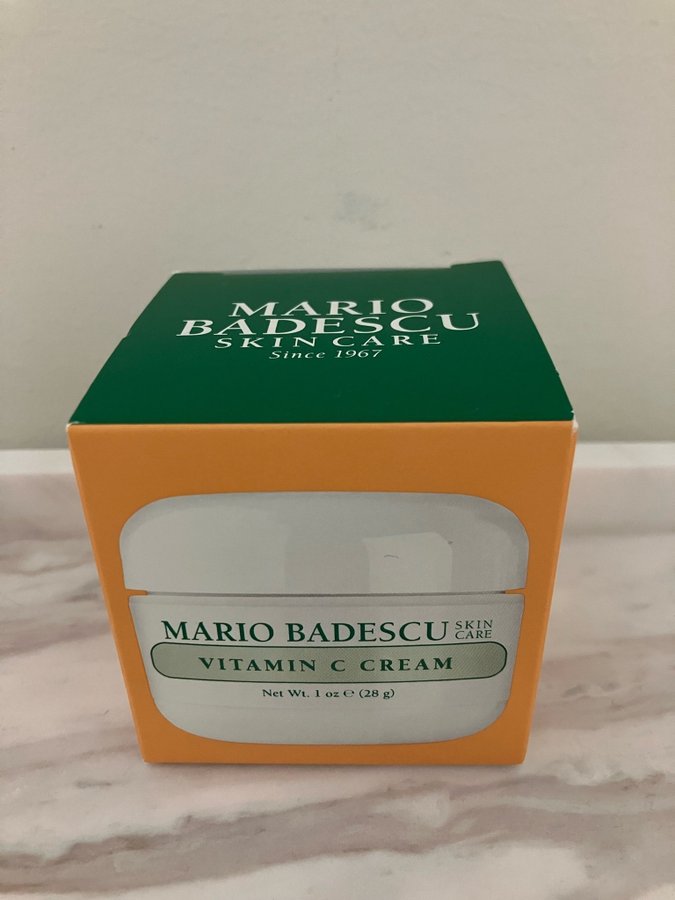 MARIO
BADESCU
SKIN CARE
Since 1967
MARIO BADESCU SKIN CARE
VITAMIN C CREAM
Net Wt. 1 oz ℮ (28 g)